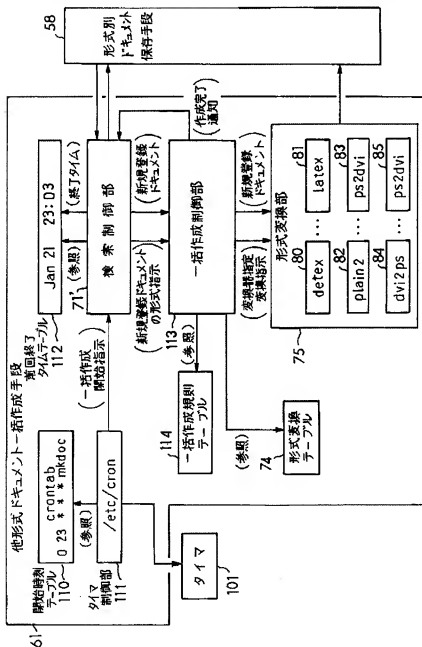 61
他形式ドキュメント一括作成手段
開始時刻
テーブル
110
crontab
0 23 * * * mkdoc
(参照)
タイマ
制御部
111
/etc/cron
タイマ
101
(一括作成
開始指示)
前回終了
タイムテーブル
112
Jan 21 23:03
(参照)
(終了タイム)
71'
検索制御部
(新規登録ドキュメント
の形式指示)
(新規登録
ドキュメント)
113
一括作成制御部
(作成完了
通知)
(参照)
114
一括作成規則
テーブル
(参照)
74
形式変換
テーブル
(変換器指定
変換指示)
(新規登録
ドキュメント)
75
形式変換部
80
detex
…
81
latex
82
plain2
…
83
ps2dvi
84
dvi2ps
…
85
ps2dvi
58
形式別
ドキュメント
保存手段